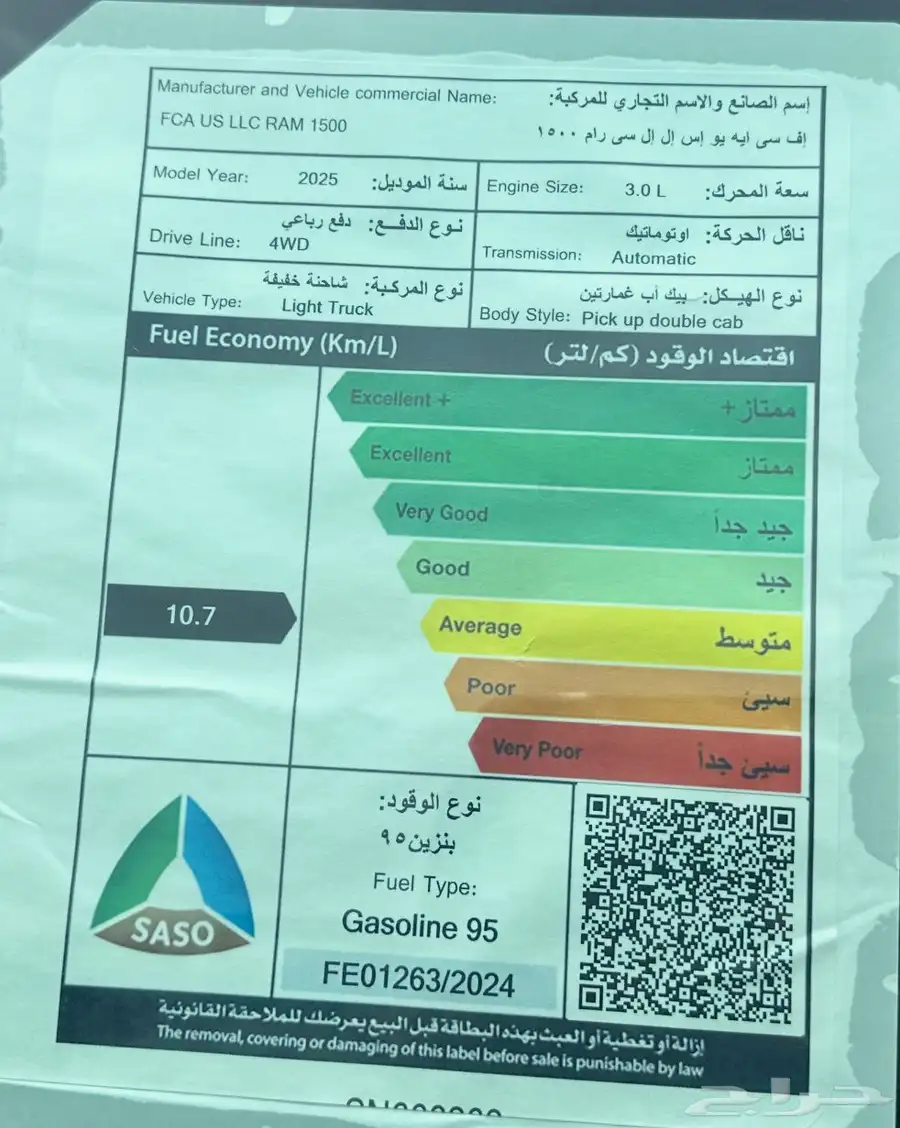 Manufacturer and Vehicle commercial Name: إسم الصانع والاسم التجاري للمركبة:
FCA US LLC RAM 1500 إف سى ايه يو إس إل إل سى رام ١٥٠٠
Model Year: 2025 سنة الموديل:
Engine Size: 3.0 L سعة المحرك:
نوع الدفـع: دفع رباعي
Drive Line: 4WD
ناقل الحركة: اوتوماتيك
Transmission: Automatic
نوع المركبة: شاحنة خفيفة
Vehicle Type: Light Truck
نوع الهيـكل: بيك أب غمارتين
Body Style: Pick up double cab
Fuel Economy (Km/L) اقتصاد الوقود (كم/لتر)
Excellent + ممتاز +
Excellent ممتاز
Very Good جيد جداً
Good جيد
10.7
Average متوسط
Poor سيئ
Very Poor سيئ جداً
SASO
نوع الوقود:
بنزين ٩٥
Fuel Type:
Gasoline 95
FE01263/2024
إزالة أو تغطية أو العبث بهذه البطاقة قبل البيع يعرضك للملاحقة القانونية
The removal, covering or damaging of this label before sale is punishable by law
حراج